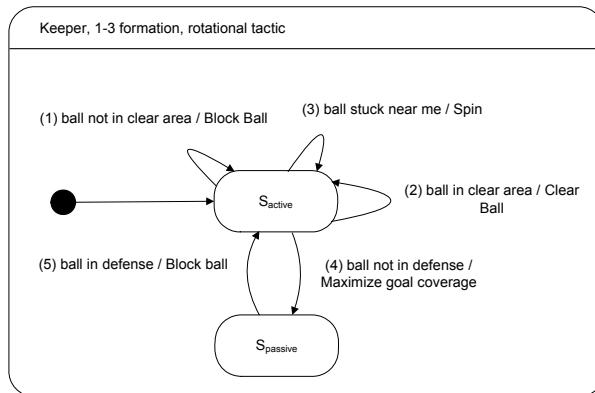 Keeper, 1-3 formation, rotational tactic
(1) ball not in clear area / Block Ball
(3) ball stuck near me / Spin
S_active
(2) ball in clear area / Clear
Ball
(5) ball in defense / Block ball
(4) ball not in defense /
Maximize goal coverage
S_passive